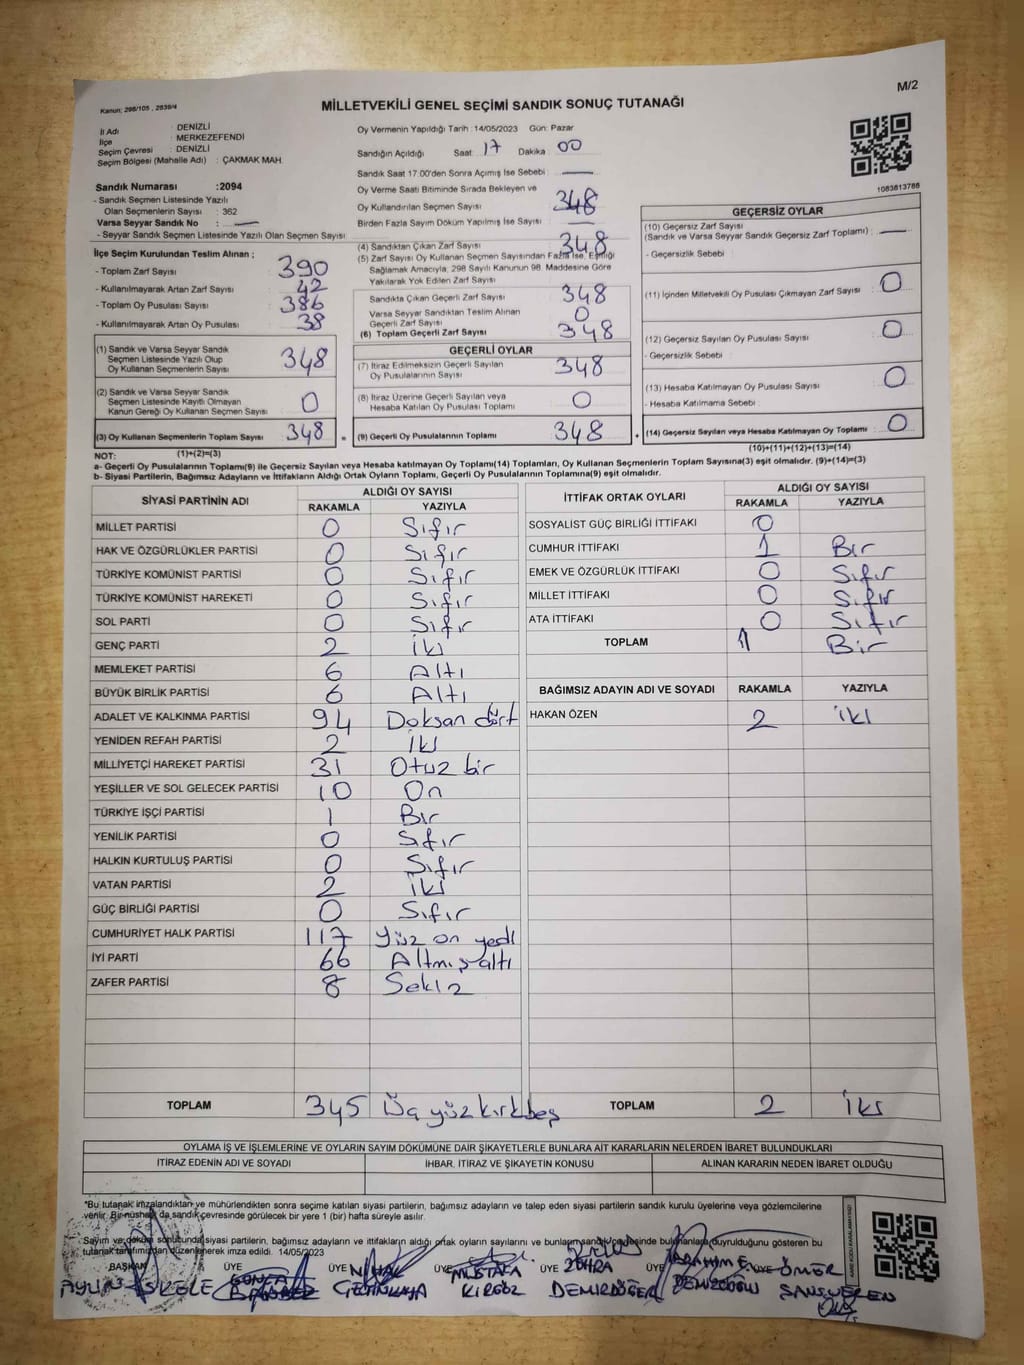 M/2
Kanun: 298/105 , 2839/4
MİLLETVEKİLİ GENEL SEÇİMİ SANDIK SONUÇ TUTANAĞI
İl Adı : DENİZLİ
İlçe : MERKEZEFENDİ
Seçim Çevresi : DENİZLİ
Seçim Bölgesi (Mahalle Adı) : ÇAKMAK MAH.
Sandık Numarası :2094
- Sandık Seçmen Listesinde Yazılı
Olan Seçmenlerin Sayısı : 362
Varsa Seyyar Sandık No :
- Seyyar Sandık Seçmen Listesinde Yazılı Olan Seçmen Sayısı
İlçe Seçim Kurulundan Teslim Alınan ;
- Toplam Zarf Sayısı 390
- Kullanılmayarak Artan Zarf Sayısı 42
- Toplam Oy Pusulası Sayısı 386
- Kullanılmayarak Artan Oy Pusulası 38
(1) Sandık ve Varsa Seyyar Sandık
Seçmen Listesinde Yazılı Olup
Oy Kullanan Seçmenlerin Sayısı 348
(2) Sandık ve Varsa Seyyar Sandık
Seçmen Listesinde Kayıtlı Olmayan
Kanun Gereği Oy Kullanan Seçmen Sayısı 0
(3) Oy Kullanan Seçmenlerin Toplam Sayısı 348 =
(1)+(2)=(3)
Oy Vermenin Yapıldığı Tarih : 14/05/2023 Gün: Pazar
Sandığın Açıldığı Saat : 17 Dakika 00
Sandık Saat 17.00'den Sonra Açılmış İse Sebebi :
Oy Verme Saati Bitiminde Sırada Bekleyen ve
Oy Kullandırılan Seçmen Sayısı 348
Birden Fazla Sayım Döküm Yapılmış İse Sayısı :
(4) Sandıktan Çıkan Zarf Sayısı 348
(5) Zarf Sayısı Oy Kullanan Seçmen Sayısından Fazla İse, Eşitliği
Sağlamak Amacıyla, 298 Sayılı Kanunun 98. Maddesine Göre
Yakılarak Yok Edilen Zarf Sayısı
Sandıkta Çıkan Geçerli Zarf Sayısı 348
Varsa Seyyar Sandıktan Teslim Alınan
Geçerli Zarf Sayısı 0
(6) Toplam Geçerli Zarf Sayısı 348
GEÇERLİ OYLAR
(7) İtiraz Edilmeksizin Geçerli Sayılan
Oy Pusulalarının Sayısı 348
(8) İtiraz Üzerine Geçerli Sayılan veya
Hesaba Katılan Oy Pusulası Toplamı 0
(9) Geçerli Oy Pusulalarının Toplamı 348 +
1083613786
GEÇERSİZ OYLAR
(10) Geçersiz Zarf Sayısı
(Sandık ve Varsa Seyyar Sandık Geçersiz Zarf Toplamı) :
- Geçersizlik Sebebi :
(11) İçinden Milletvekili Oy Pusulası Çıkmayan Zarf Sayısı : 0
(12) Geçersiz Sayılan Oy Pusulası Sayısı : 0
- Geçersizlik Sebebi :
(13) Hesaba Katılmayan Oy Pusulası Sayısı : 0
- Hesaba Katılmama Sebebi :
(14) Geçersiz Sayılan veya Hesaba Katılmayan Oy Toplamı : 0
(10)+(11)+(12)+(13)=(14)
NOT:
a- Geçerli Oy Pusulalarının Toplamı(9) ile Geçersiz Sayılan veya Hesaba katılmayan Oy Toplamı(14) Toplamları, Oy Kullanan Seçmenlerin Toplam Sayısına(3) eşit olmalıdır. (9)+(14)=(3)
b- Siyasi Partilerin, Bağımsız Adayların ve İttifakların Aldığı Ortak Oyların Toplamı, Geçerli Oy Pusulalarının Toplamına(9) eşit olmalıdır.
SİYASİ PARTİNİN ADI ALDIĞI OY SAYISI
RAKAMLA YAZIYLA
MİLLET PARTİSİ 0 Sıfır
HAK VE ÖZGÜRLÜKLER PARTİSİ 0 Sıfır
TÜRKİYE KOMÜNİST PARTİSİ 0 Sıfır
TÜRKİYE KOMÜNİST HAREKETİ 0 Sıfır
SOL PARTİ 0 Sıfır
GENÇ PARTİ 2 iki
MEMLEKET PARTİSİ 6 Altı
BÜYÜK BİRLİK PARTİSİ 6 Altı
ADALET VE KALKINMA PARTİSİ 94 Doksan dört
YENİDEN REFAH PARTİSİ 2 iki
MİLLİYETÇİ HAREKET PARTİSİ 31 Otuz bir
YEŞİLLER VE SOL GELECEK PARTİSİ 10 On
TÜRKİYE İŞÇİ PARTİSİ 1 Bir
YENİLİK PARTİSİ 0 Sıfır
HALKIN KURTULUŞ PARTİSİ 0 Sıfır
VATAN PARTİSİ 2 iki
GÜÇ BİRLİĞİ PARTİSİ 0 Sıfır
CUMHURİYET HALK PARTİSİ 117 Yüz on yedi
İYİ PARTİ 66 Altmış altı
ZAFER PARTİSİ 8 Sekiz
TOPLAM 345 Üç yüz kırk beş
İTTİFAK ORTAK OYLARI ALDIĞI OY SAYISI
RAKAMLA YAZIYLA
SOSYALİST GÜÇ BİRLİĞİ İTTİFAKI 0
CUMHUR İTTİFAKI 1 Bir
EMEK VE ÖZGÜRLÜK İTTİFAKI 0 Sıfır
MİLLET İTTİFAKI 0 Sıfır
ATA İTTİFAKI 0 Sıfır
TOPLAM 1 Bir
BAĞIMSIZ ADAYIN ADI VE SOYADI RAKAMLA YAZIYLA
HAKAN ÖZEN 2 iki
TOPLAM 2 iki
OYLAMA İŞ VE İŞLEMLERİNE VE OYLARIN SAYIM DÖKÜMÜNE DAİR ŞİKAYETLERLE BUNLARA AİT KARARLARIN NELERDEN İBARET BULUNDUKLARI
İTİRAZ EDENİN ADI VE SOYADI İHBAR, İTİRAZ VE ŞİKAYETİN KONUSU ALINAN KARARIN NEDEN İBARET OLDUĞU
*Bu tutanak imzalandıktan ve mühürlendikten sonra seçime katılan siyasi partilerin, bağımsız adayların ve talep eden siyasi partilerin sandık kurulu üyelerine veya gözlemcilerine
verilir. Bir nüshası da sandık çevresinde görülecek bir yere 1 (bir) hafta süreyle asılır.
Sayım ve döküm sonucunda siyasi partilerin, bağımsız adayların ve ittifakların aldığı ortak oyların sayılarını ve bunların sandık çevresinde bulunanlara duyurulduğunu gösteren bu
tutanak tarafımızdan düzenlenerek imza edildi. 14/05/2023
BAŞKAN ÜYE ÜYE ÜYE ÜYE ÜYE ÜYE
GONCA NİHAL MUSTAFA ZÜHRA İBRAHİM ÖMER
ÇETİNKAYA KIRGÖZ DEMİRDÖĞER